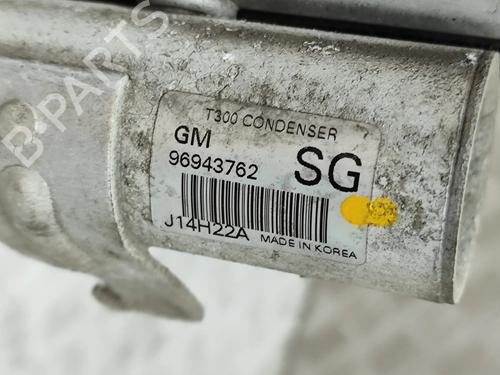 B-PARTS
T300 CONDENSER
GM
96943762
SG
J14H22A MADE IN KOREA